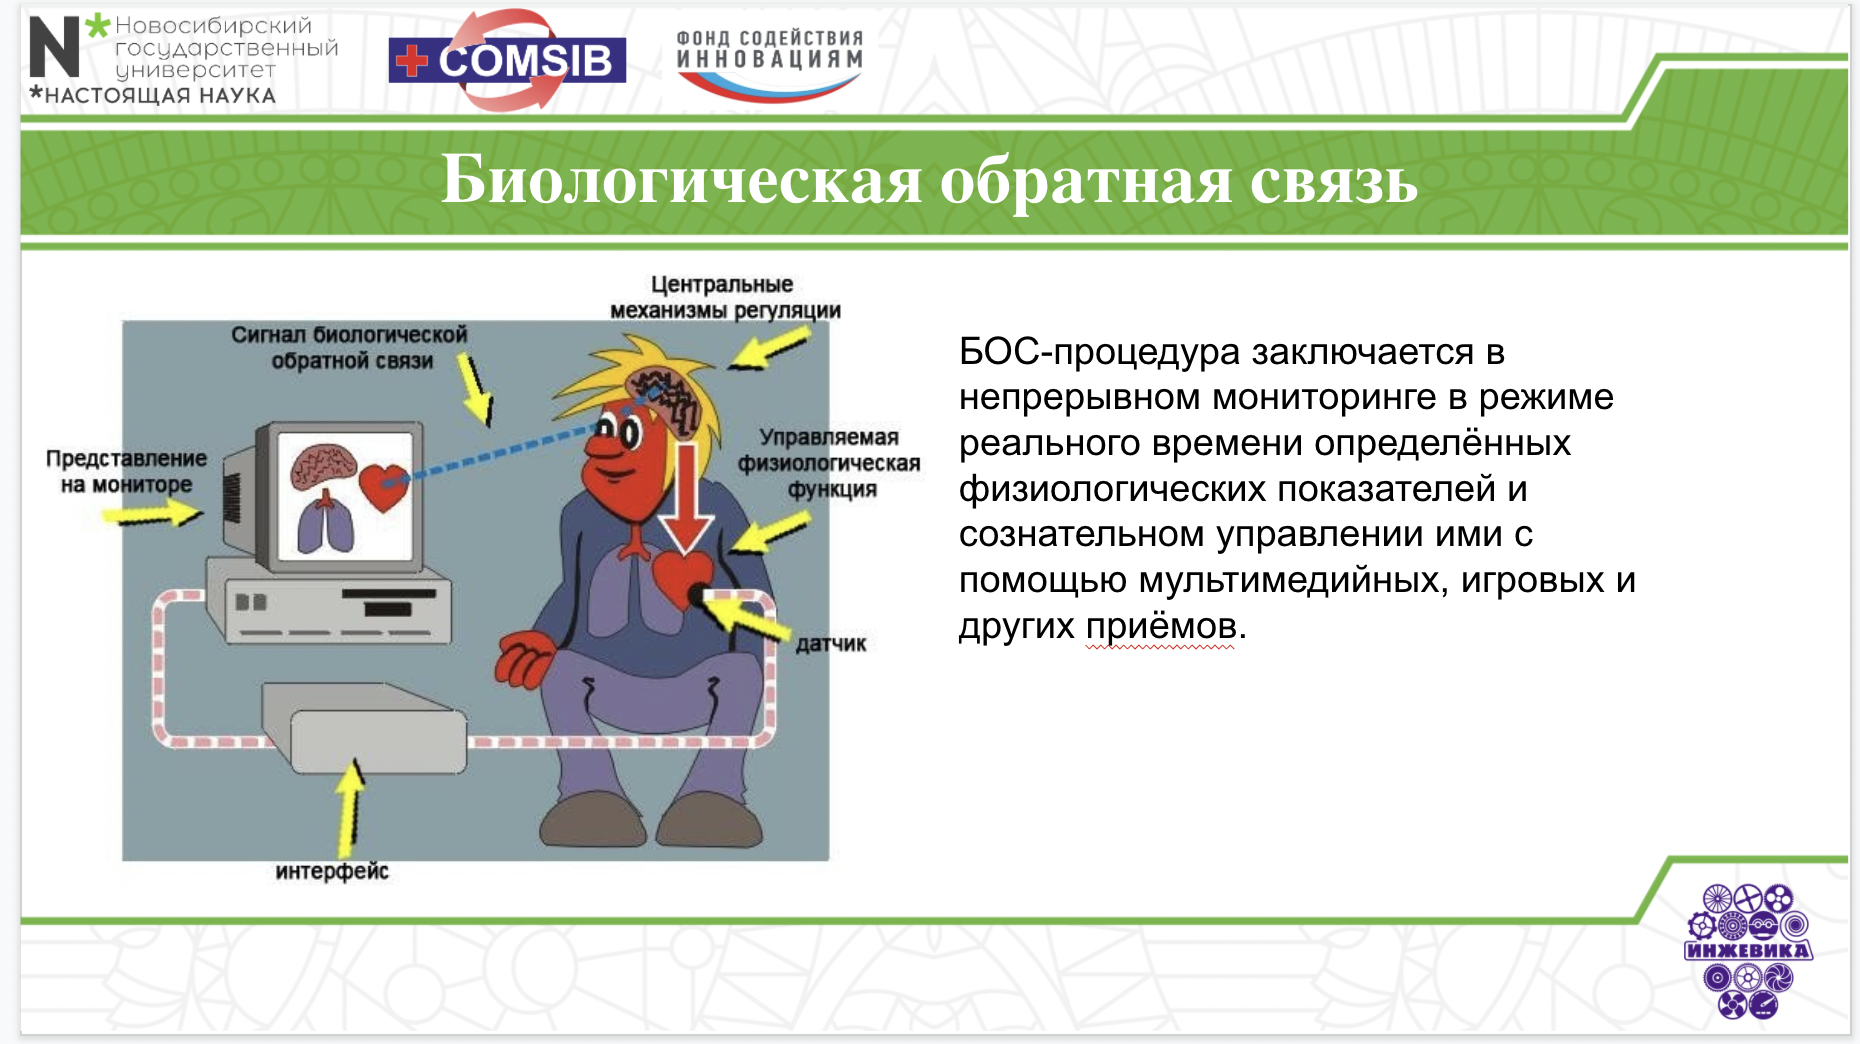 Новосибирский
государственный
университет
*НАСТОЯЩАЯ НАУКА
COMSIB
ФОНД СОДЕЙСТВИЯ
ИННОВАЦИЯМ
Биологическая обратная связь
Центральные
механизмы регуляции
Сигнал биологической
обратной связи
Представление
на мониторе
Управляемая
физиологическая
функция
датчик
интерфейс
БОС-процедура заключается в
непрерывном мониторинге в режиме
реального времени определённых
физиологических показателей и
сознательном управлении ими с
помощью мультимедийных, игровых и
других приёмов.
ИНЖЕВИКА